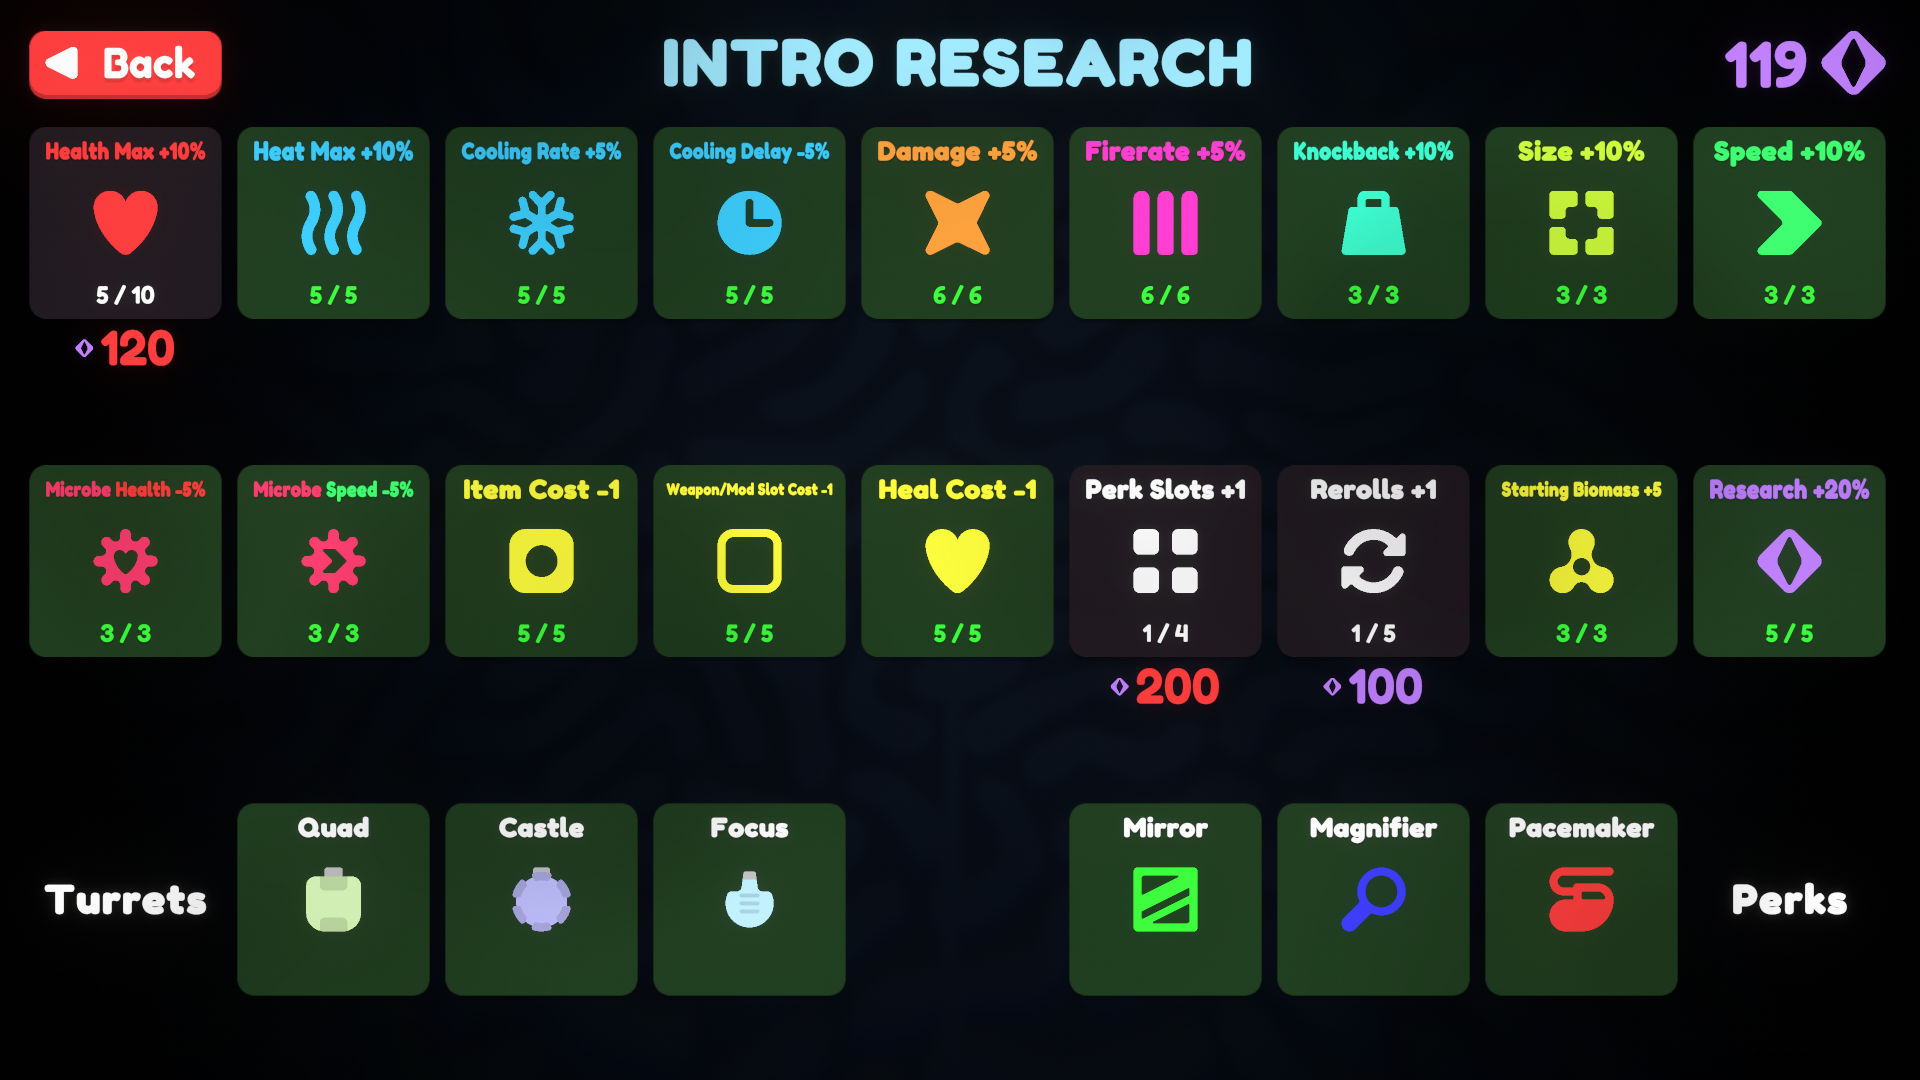 Back
INTRO RESEARCH
119
Health Max +10%
5 / 10
120
Heat Max +10%
5 / 5
Cooling Rate +5%
5 / 5
Cooling Delay -5%
5 / 5
Damage +5%
6 / 6
Firerate +5%
6 / 6
Knockback +10%
3 / 3
Size +10%
3 / 3
Speed +10%
3 / 3
Microbe Health -5%
3 / 3
Microbe Speed -5%
3 / 3
Item Cost -1
5 / 5
Weapon/Mod Slot Cost -1
5 / 5
Heal Cost -1
5 / 5
Perk Slots +1
1 / 4
200
Rerolls +1
1 / 5
100
Starting Biomass +5
3 / 3
Research +20%
5 / 5
Turrets
Quad
Castle
Focus
Mirror
Magnifier
Pacemaker
Perks